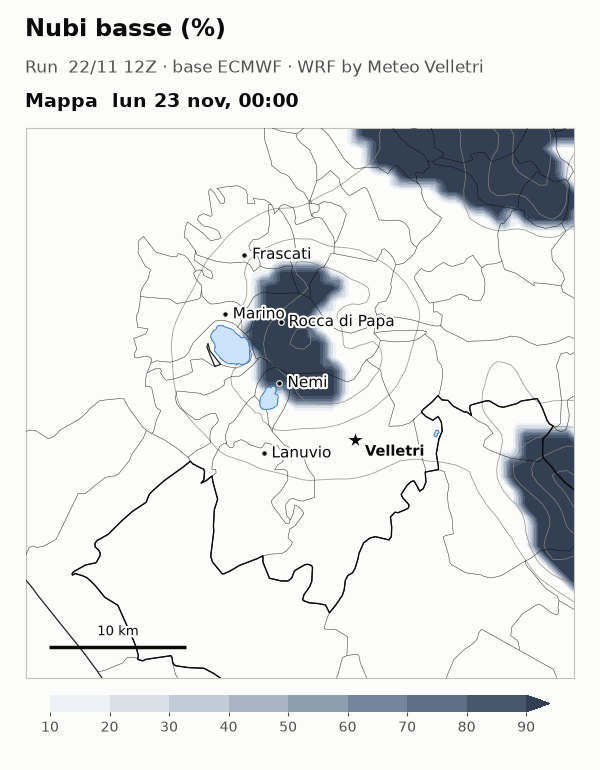 Nubi basse (%)
Run  22/11 12Z · base ECMWF · WRF by Meteo Velletri
Mappa  lun 23 nov, 00:00
Frascati
Marino
Rocca di Papa
Nemi
Velletri
Lanuvio
10 km
10 20 30 40 50 60 70 80 90